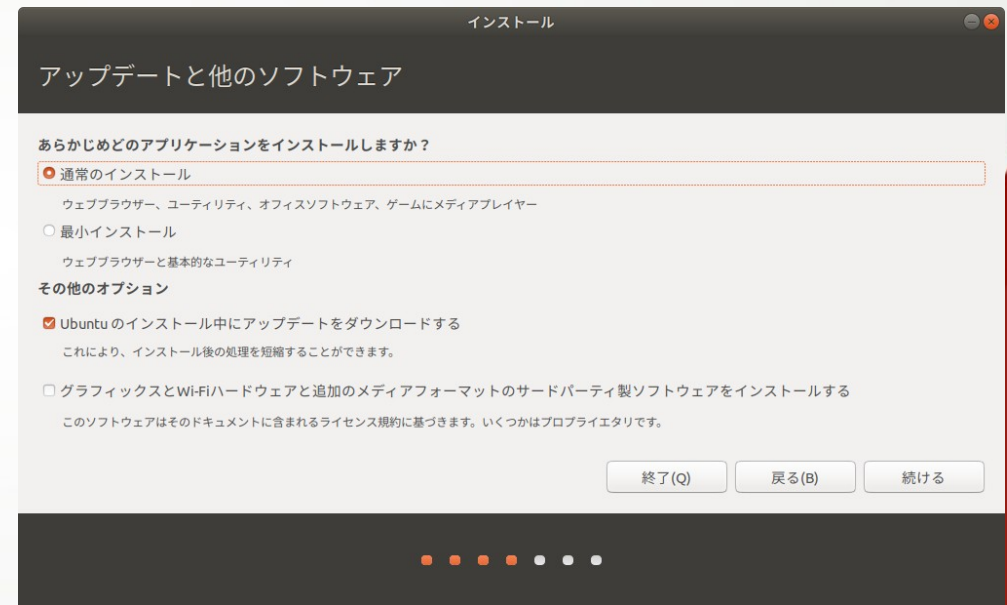 インストール
アップデートと他のソフトウェア
あらかじめどのアプリケーションをインストールしますか？
通常のインストール
ウェブブラウザー、ユーティリティ、オフィスソフトウェア、ゲームにメディアプレイヤー
最小インストール
ウェブブラウザーと基本的なユーティリティ
その他のオプション
Ubuntu のインストール中にアップデートをダウンロードする
これにより、インストール後の処理を短縮することができます。
グラフィックスとWi-Fiハードウェアと追加のメディアフォーマットのサードパーティ製ソフトウェアをインストールする
このソフトウェアはそのドキュメントに含まれるライセンス規約に基づきます。いくつかはプロプライエタリです。
終了(Q) 戻る(B) 続ける